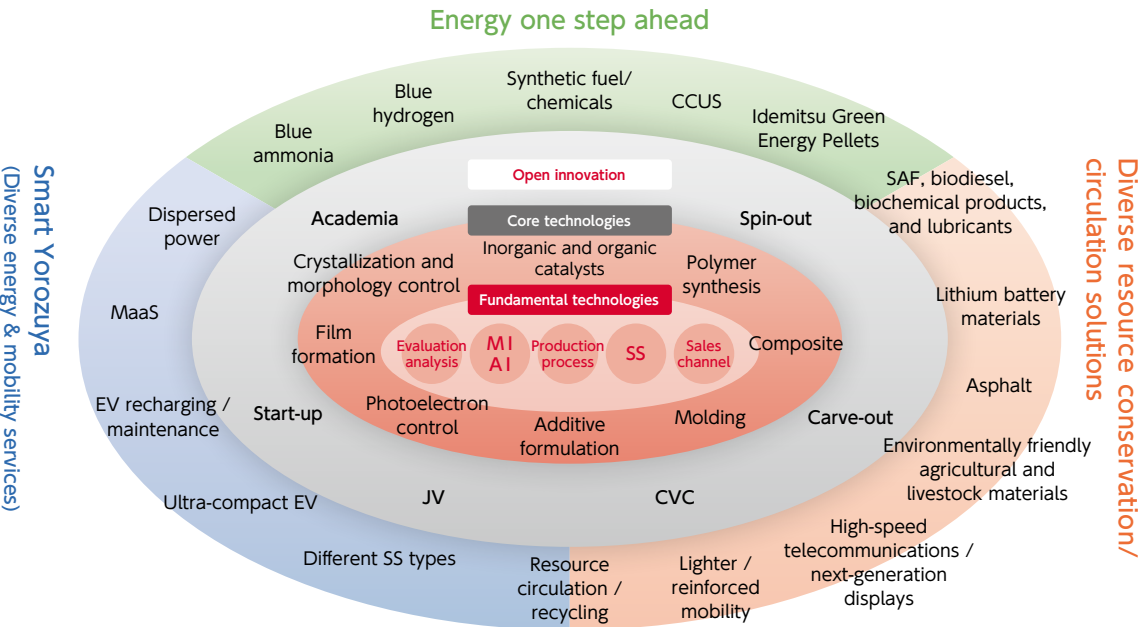 Energy one step ahead
Synthetic fuel/
chemicals
Blue
hydrogen
CCUS
Idemitsu Green
Energy Pellets
Blue
ammonia
Smart Yorozuya
(Diverse energy & mobility services)
Diverse resource conservation/
circulation solutions
Open innovation
SAF, biodiesel,
biochemical products,
and lubricants
Dispersed
power
Academia
Core technologies
Spin-out
Inorganic and organic
catalysts
Crystallization and
morphology control
Polymer
synthesis
Fundamental technologies
Lithium battery
materials
MaaS
Film
formation
Evaluation
analysis
MI
AI
Production
process
SS
Sales
channel
Composite
Asphalt
EV recharging /
maintenance
Start-up
Photoelectron
control
Additive
formulation
Molding
Carve-out
Environmentally friendly
agricultural and
livestock materials
Ultra-compact EV
JV
CVC
High-speed
telecommunications /
next-generation
displays
Different SS types
Resource
circulation /
recycling
Lighter /
reinforced
mobility